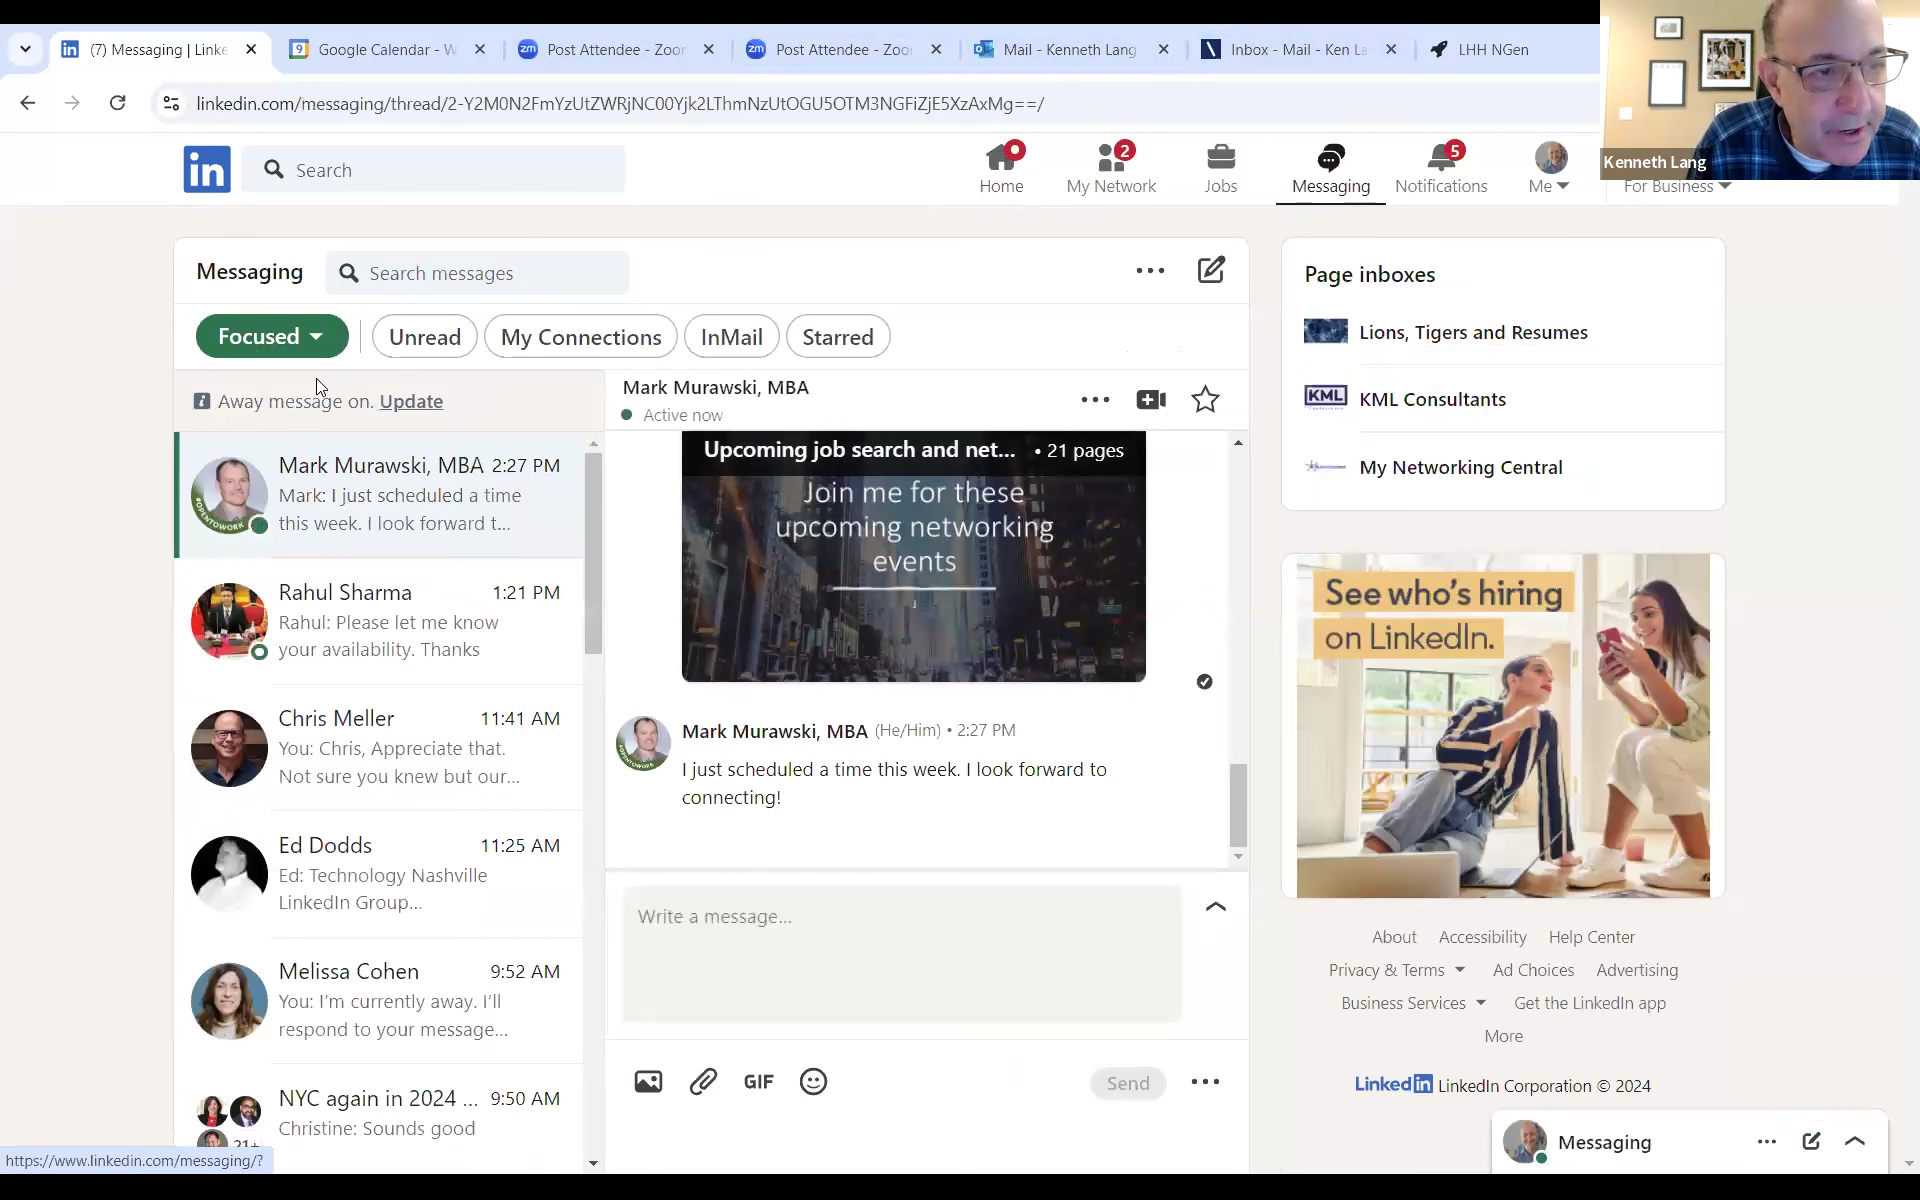 (7) Messaging | Linke
Google Calendar - W
zm
Post Attendee - Zoo
zm
Post Attendee - Zoo
Mail - Kenneth Lang
Inbox - Mail - Ken La
LHH NGen
linkedin.com/messaging/thread/2-Y2M0N2FmYzUtZWRjNC00Yjk2LThmNzUtOGU5OTM3NGFiZjE5XzAxMg==/
Kenneth Lang
in
Search
Home
2
My Network
Jobs
Messaging
5
Notifications
Me
For Business
Messaging
Search messages
Focused
Unread
My Connections
InMail
Starred
Away message on. Update
Mark Murawski, MBA 2:27 PM
Mark: I just scheduled a time
this week. I look forward t...
Rahul Sharma 1:21 PM
Rahul: Please let me know
your availability. Thanks
Chris Meller 11:41 AM
You: Chris, Appreciate that.
Not sure you knew but our...
Ed Dodds 11:25 AM
Ed: Technology Nashville
LinkedIn Group...
Melissa Cohen 9:52 AM
You: I'm currently away. I'll
respond to your message...
NYC again in 2024 ... 9:50 AM
Christine: Sounds good
21+
Mark Murawski, MBA
Active now
Upcoming job search and net... • 21 pages
Join me for these
upcoming networking
events
Mark Murawski, MBA (He/Him) • 2:27 PM
I just scheduled a time this week. I look forward to
connecting!
Write a message...
GIF
Send
Page inboxes
Lions, Tigers and Resumes
KML
KML Consultants
My Networking Central
See who's hiring
on LinkedIn.
About Accessibility Help Center
Privacy & Terms Ad Choices Advertising
Business Services Get the LinkedIn app
More
Linkedin LinkedIn Corporation © 2024
Messaging
https://www.linkedin.com/messaging/?